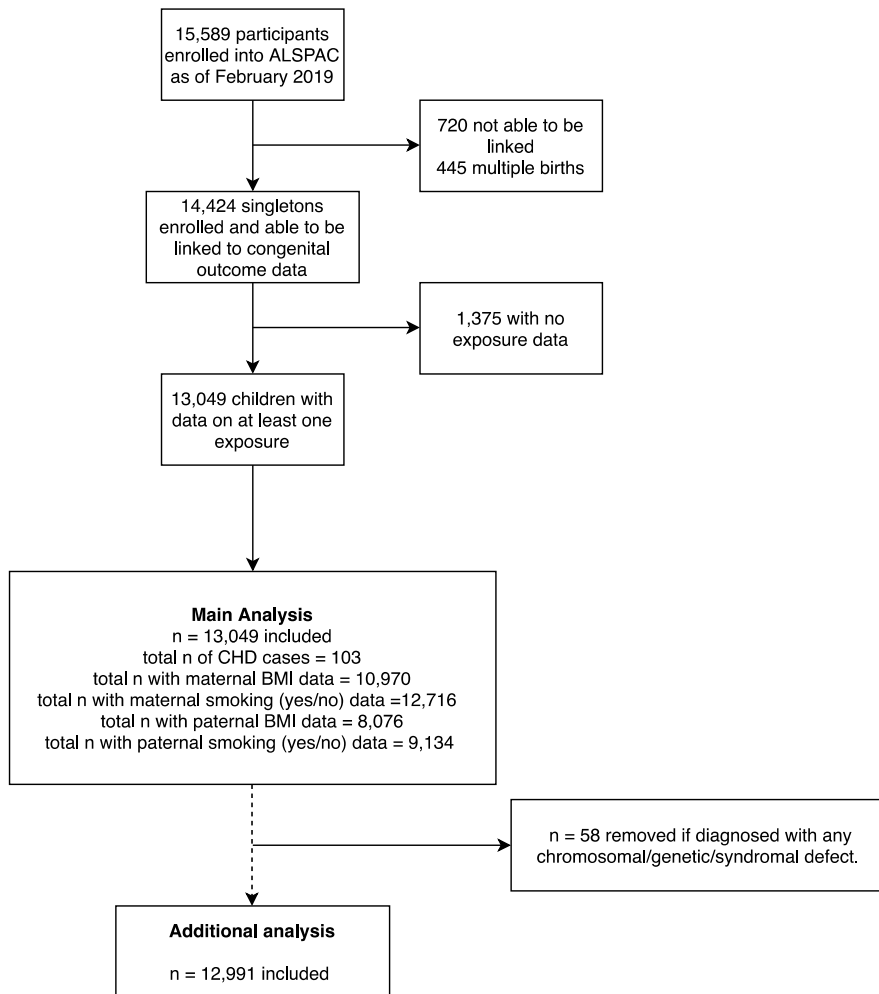 15,589 participants
enrolled into ALSPAC
as of February 2019
720 not able to be
linked
445 multiple births
14,424 singletons
enrolled and able to be
linked to congenital
outcome data
1,375 with no
exposure data
13,049 children with
data on at least one
exposure
Main Analysis
n = 13,049 included
total n of CHD cases = 103
total n with maternal BMI data = 10,970
total n with maternal smoking (yes/no) data =12,716
total n with paternal BMI data = 8,076
total n with paternal smoking (yes/no) data = 9,134
n = 58 removed if diagnosed with any
chromosomal/genetic/syndromal defect.
Additional analysis
n = 12,991 included